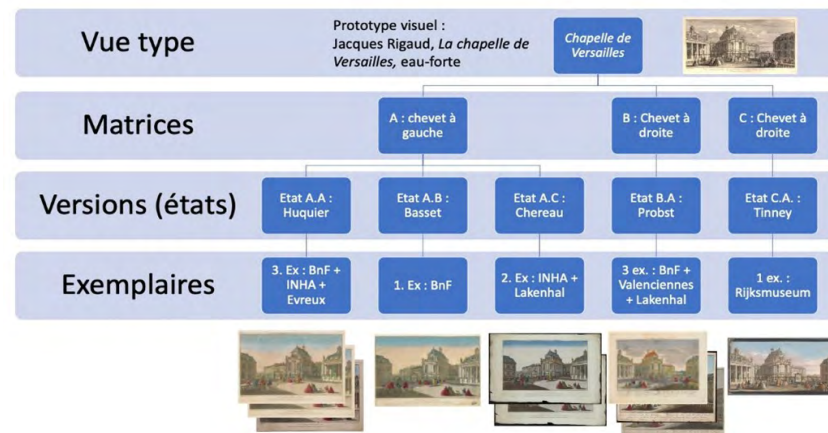 Vue type
Prototype visuel :
Jacques Rigaud, La chapelle de
Versailles, eau-forte
Chapelle de
Versailles
Matrices
A : chevet à
gauche
B : Chevet à
droite
C : Chevet à
droite
Versions (états)
Etat A.A :
Huquier
Etat A.B :
Basset
Etat A.C :
Chereau
Etat B.A :
Probst
Etat C.A. :
Tinney
Exemplaires
3. Ex : BnF +
INHA +
Evreux
1. Ex : BnF
2. Ex : INHA +
Lakenhal
3 ex. : BnF +
Valenciennes
+ Lakenhal
1 ex. :
Rijksmuseum